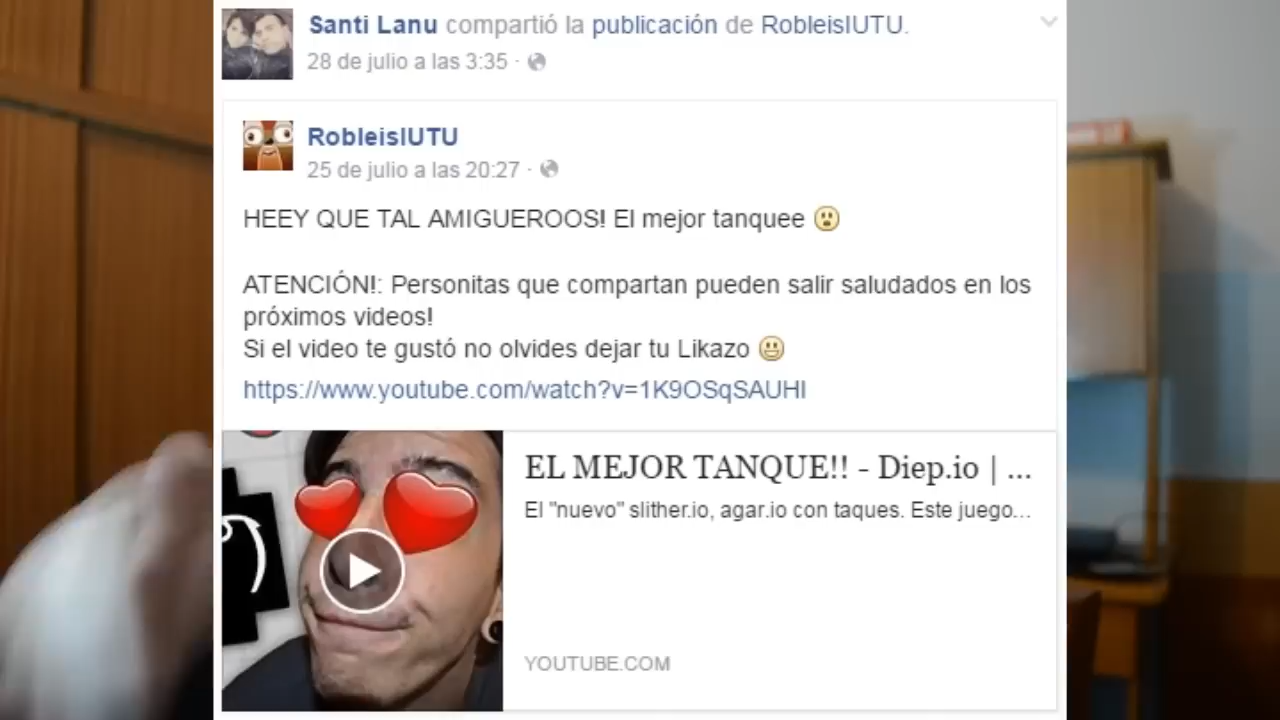 Santi Lanu compartió la publicación de RobleisIUTU.
28 de julio a las 3:35 ·
RobleisIUTU
25 de julio a las 20:27 ·
HEEY QUE TAL AMIGUEROOS! El mejor tanquee 😮
ATENCIÓN!: Personitas que compartan pueden salir saludados en los
próximos videos!
Si el video te gustó no olvides dejar tu Likazo 😃
https://www.youtube.com/watch?v=1K9OSqSAUHI
EL MEJOR TANQUE!! - Diep.io | ...
El "nuevo" slither.io, agar.io con taques. Este juego...
YOUTUBE.COM